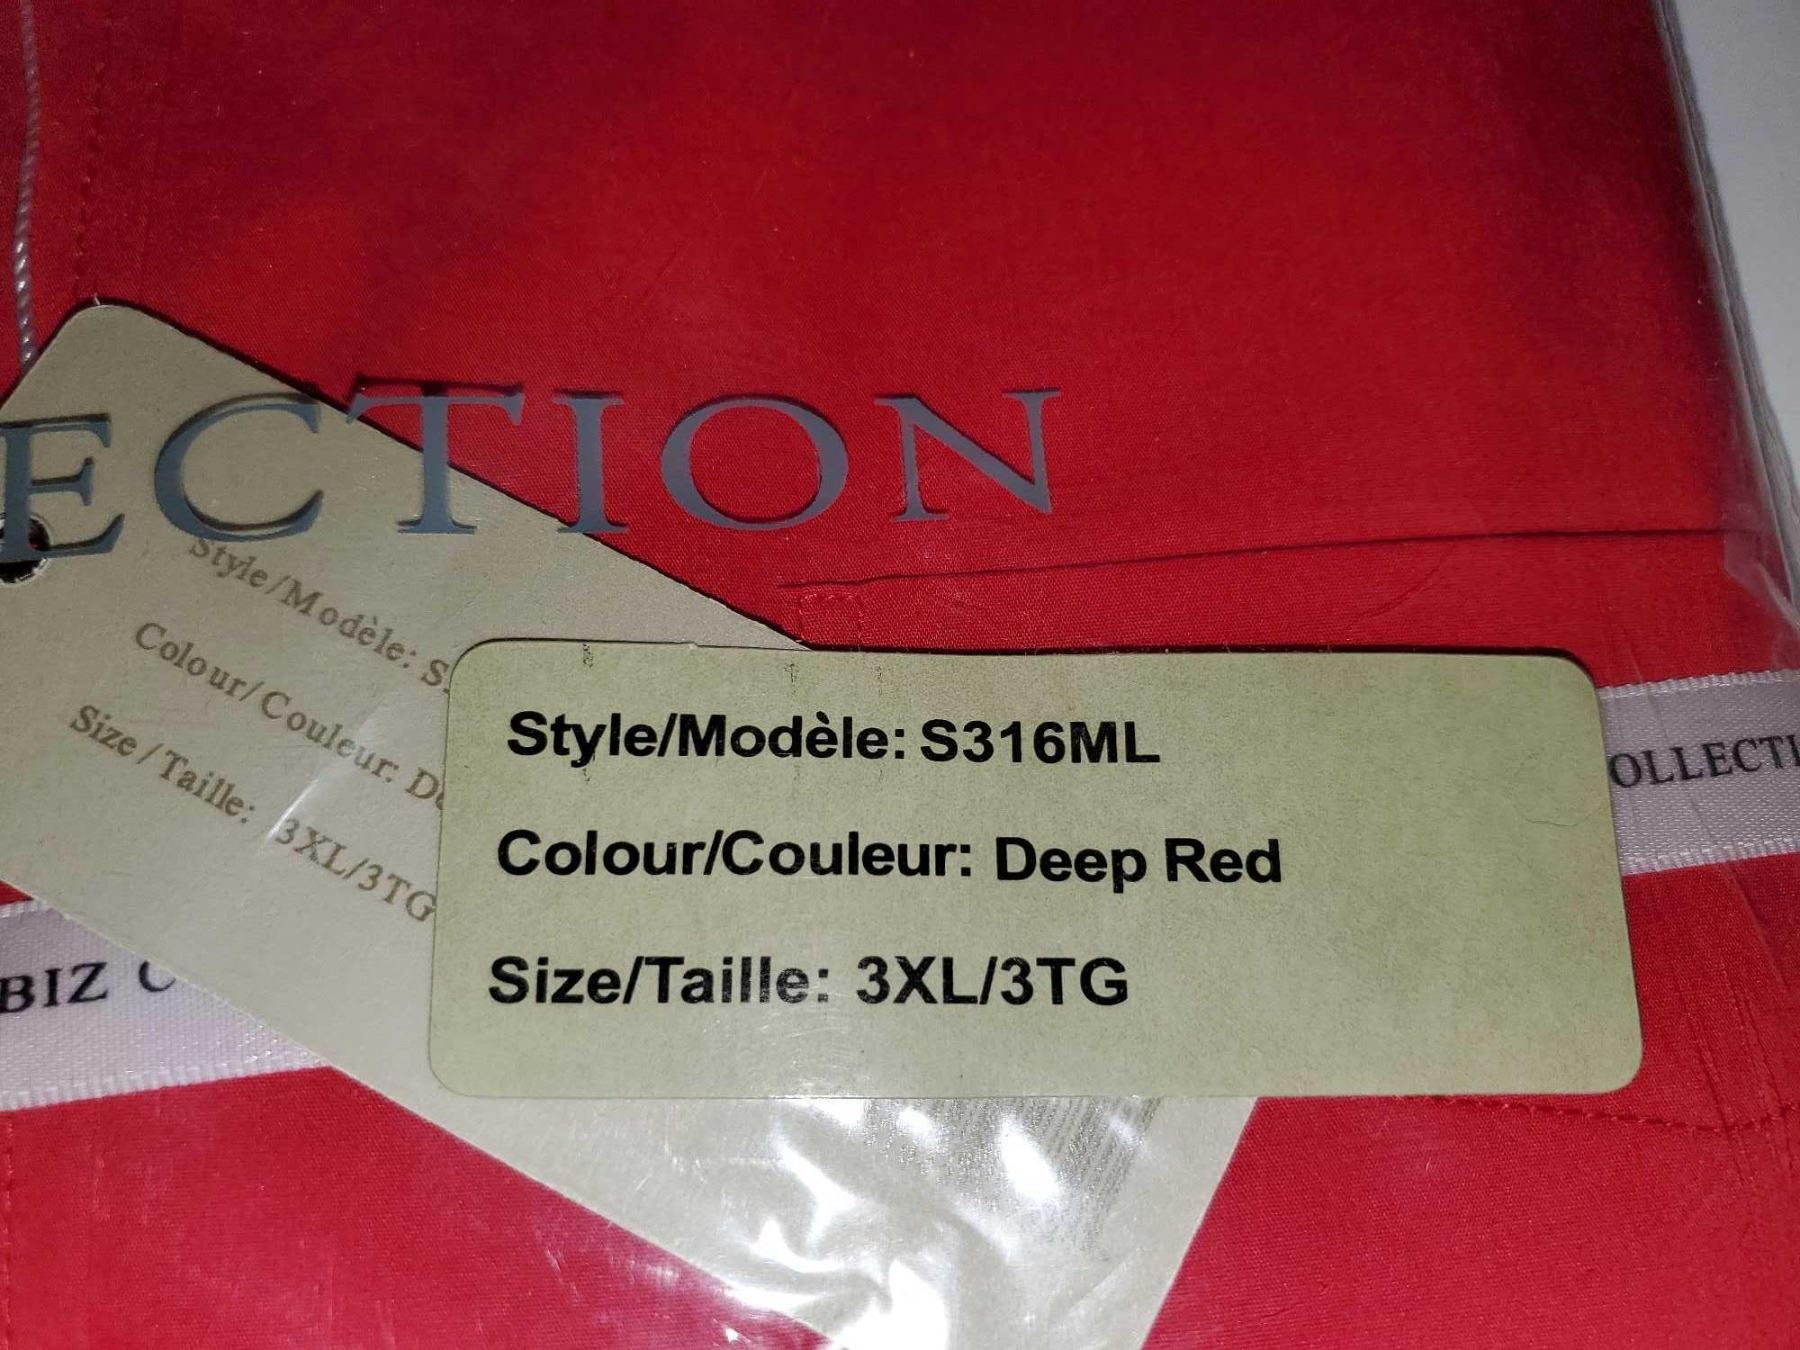 ECTION
Style/Modèle: S
Colour/Couleur: De
Size/Taille: 3XL/3TG
Style/Modèle: S316ML
Colour/Couleur: Deep Red
Size/Taille: 3XL/3TG
OLLECTI
BIZ C